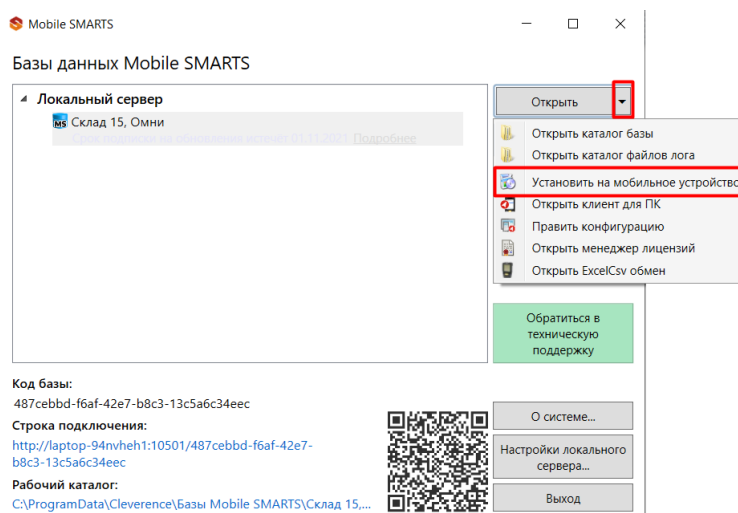 Mobile SMARTS
Базы данных Mobile SMARTS
Локальный сервер
Склад 15, Омни
Срок подписки на обновления истечет 01.11.2021 Подробнее
Открыть
Открыть каталог базы
Открыть каталог файлов лога
Установить на мобильное устройство
Открыть клиент для ПК
Править конфигурацию
Открыть менеджер лицензий
Открыть ExcelCsv обмен
Обратиться в
техническую
поддержку
Код базы:
487cebbd-f6af-42e7-b8c3-13c5a6c34eec
Строка подключения:
http://laptop-94nvheh1:10501/487cebbd-f6af-42e7-
b8c3-13c5a6c34eec
Рабочий каталог:
C:\ProgramData\Cleverence\Базы Mobile SMARTS\Склад 15,...
О системе...
Настройки локального
сервера...
Выход